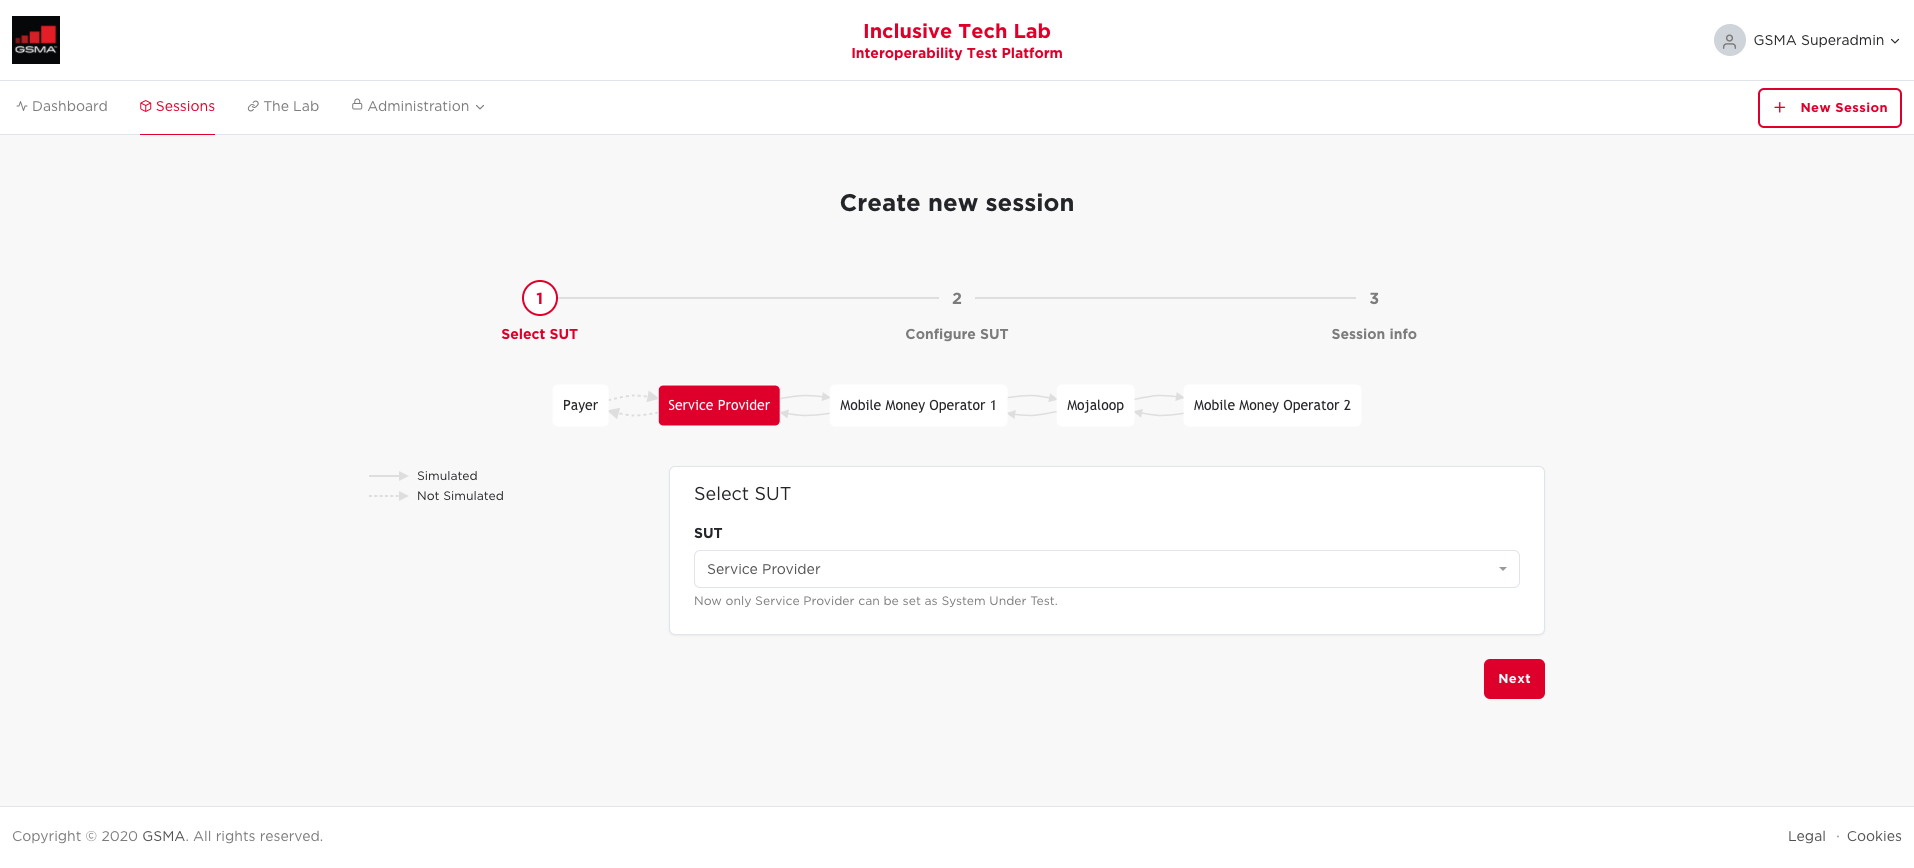 GSMA
Inclusive Tech Lab
Interoperability Test Platform
GSMA Superadmin
Dashboard
Sessions
The Lab
Administration
+ New Session
Create new session
1
2
3
Select SUT
Configure SUT
Session info
Payer
Service Provider
Mobile Money Operator 1
Mojaloop
Mobile Money Operator 2
Simulated
Not Simulated
Select SUT
SUT
Service Provider
Now only Service Provider can be set as System Under Test.
Next
Copyright © 2020 GSMA. All rights reserved.
Legal · Cookies